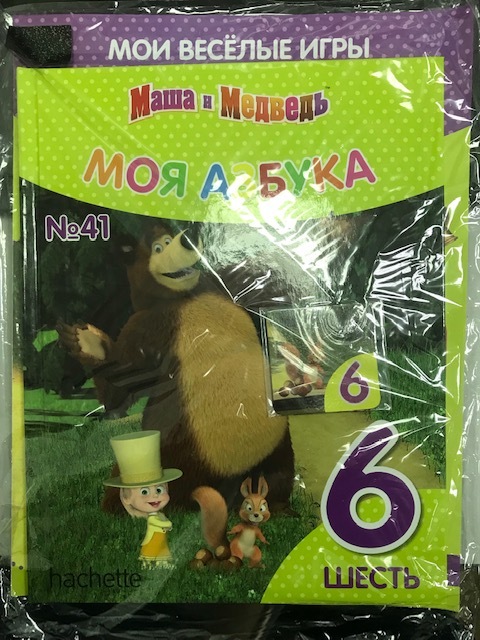 МОИ ВЕСЁЛЫЕ ИГРЫ
Маша и Медведь
МОЯ АЗБУКА
№41
6
6
ШЕСТЬ
hachette